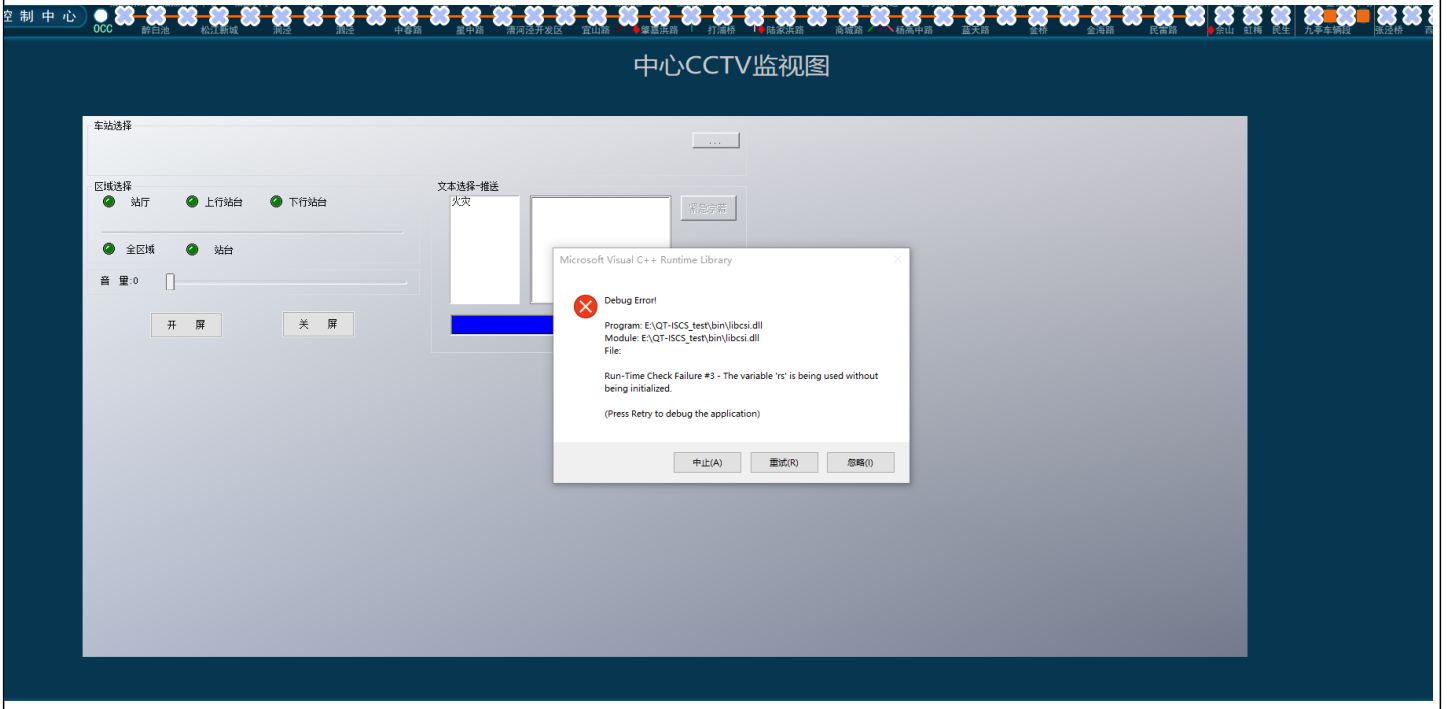 控 制 中 心
OCC 醉白池 松江新城 洞泾 泗泾 中春路 星中路 漕河泾开发区 宜山路 肇嘉浜路 打浦桥 陆家浜路 商城路 杨高中路 蓝天路 金桥 金海路 民雷路 佘山 虹梅 民生 九亭车辆段 张泾桥
中心CCTV监视图
车站选择
...
区域选择
站厅 上行站台 下行站台
全区域 站台
音 量:0
开 屏 关 屏
文本选择-推送
火灾
紧急字幕
Microsoft Visual C++ Runtime Library
Debug Error!
Program: E:\QT-ISCS_test\bin\libcsi.dll
Module: E:\QT-ISCS_test\bin\libcsi.dll
File:
Run-Time Check Failure #3 - The variable 'rs' is being used without
being initialized.
(Press Retry to debug the application)
中止(A) 重试(R) 忽略(I)